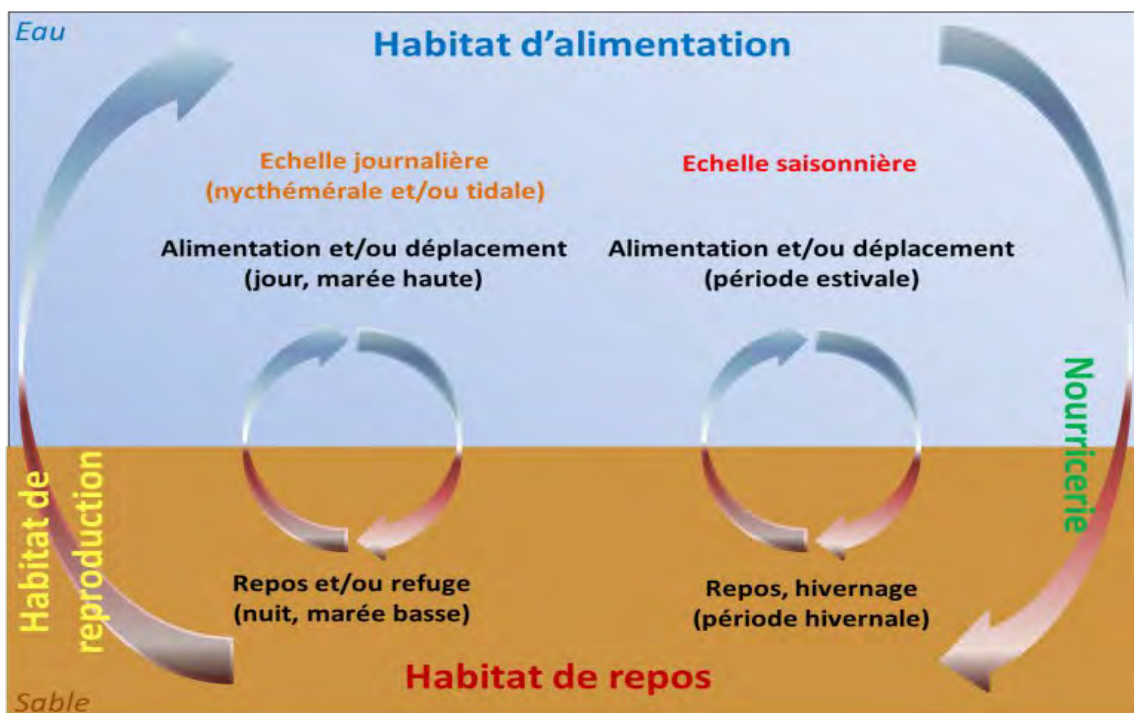 Eau
Habitat d'alimentation
Echelle journalière
(nycthémérale et/ou tidale)
Echelle saisonnière
Alimentation et/ou déplacement
(jour, marée haute)
Alimentation et/ou déplacement
(période estivale)
Habitat de
reproduction
Nourricerie
Repos et/ou refuge
(nuit, marée basse)
Repos, hivernage
(période hivernale)
Habitat de repos
Sable